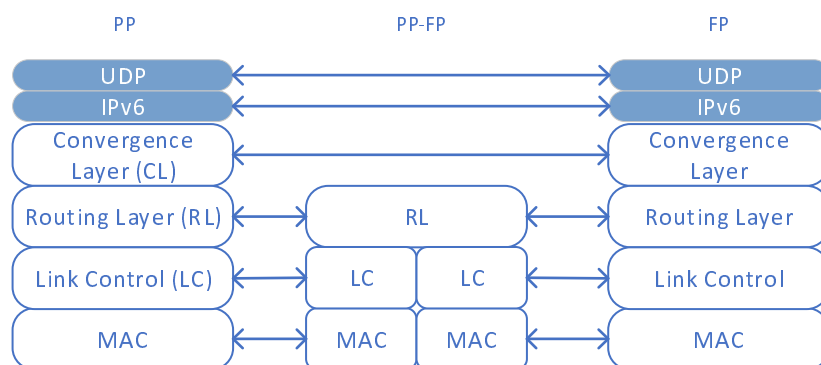 PP PP-FP FP
UDP UDP
IPv6 IPv6
Convergence Layer (CL) Convergence Layer
Routing Layer (RL) RL Routing Layer
Link Control (LC) LC LC Link Control
MAC MAC MAC MAC